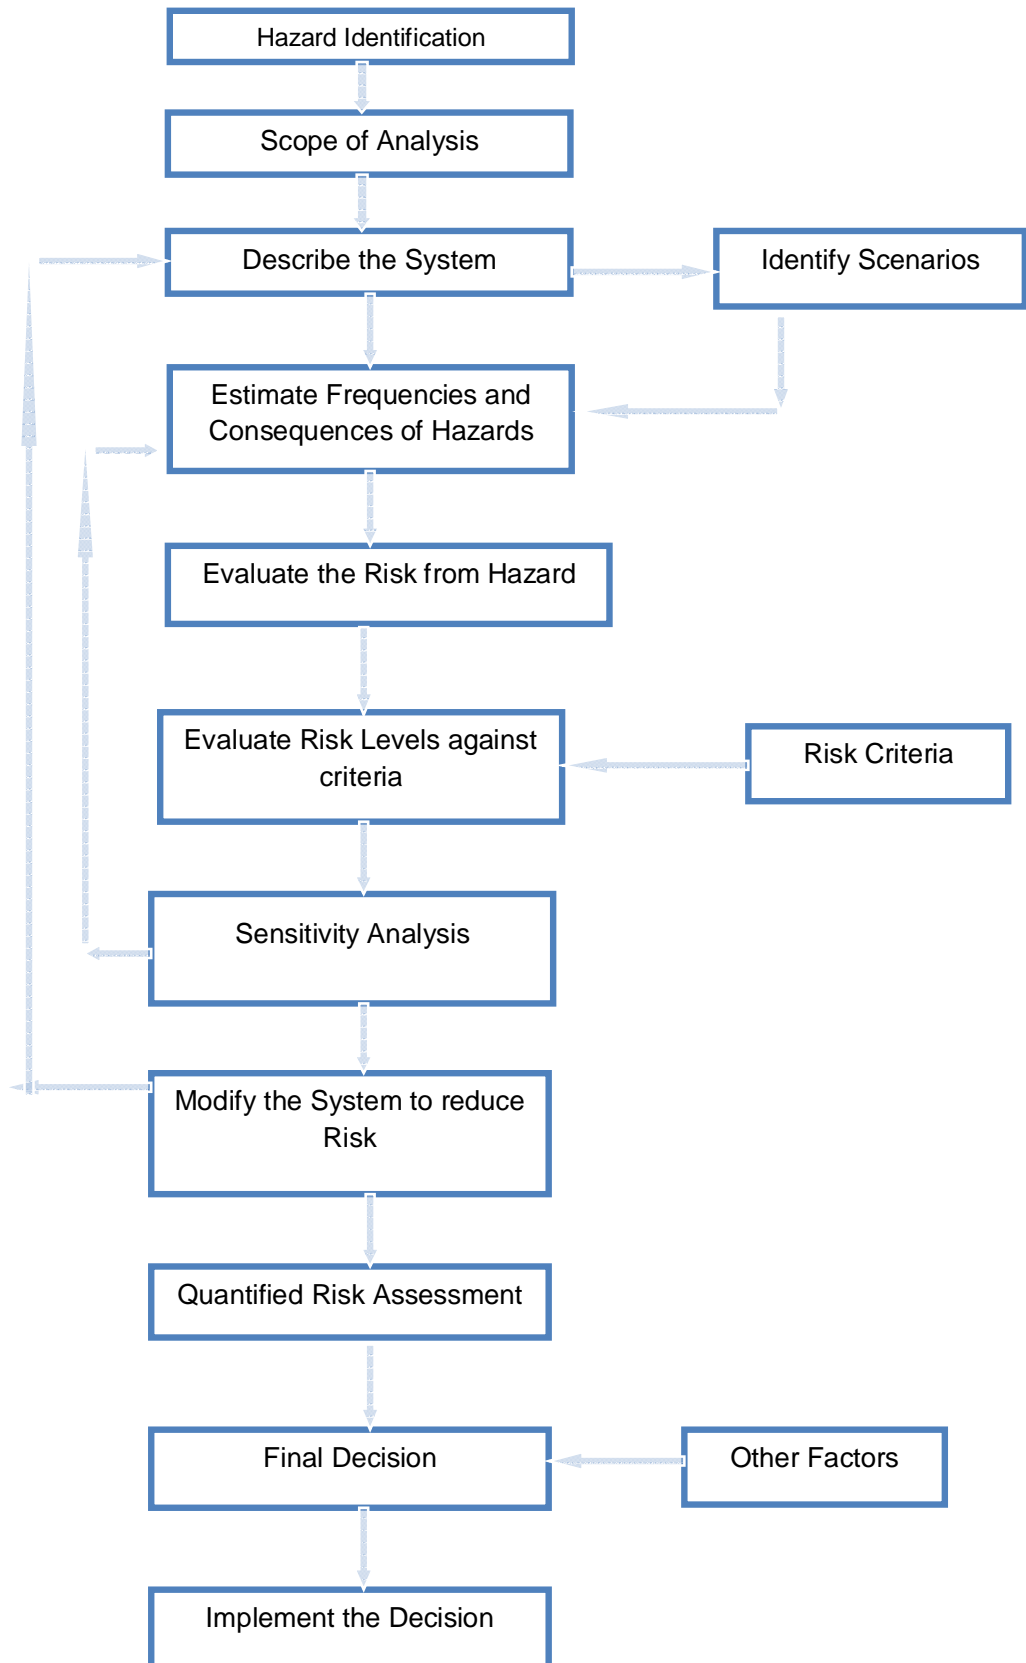 Hazard Identification
Scope of Analysis
Describe the System
Identify Scenarios
Estimate Frequencies and
Consequences of Hazards
Evaluate the Risk from Hazard
Evaluate Risk Levels against
criteria
Risk Criteria
Sensitivity Analysis
Modify the System to reduce
Risk
Quantified Risk Assessment
Final Decision
Other Factors
Implement the Decision